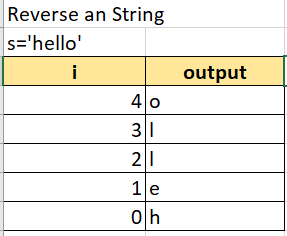 Reverse an String
s='hello'
i output
4 o
3 l
2 l
1 e
0 h